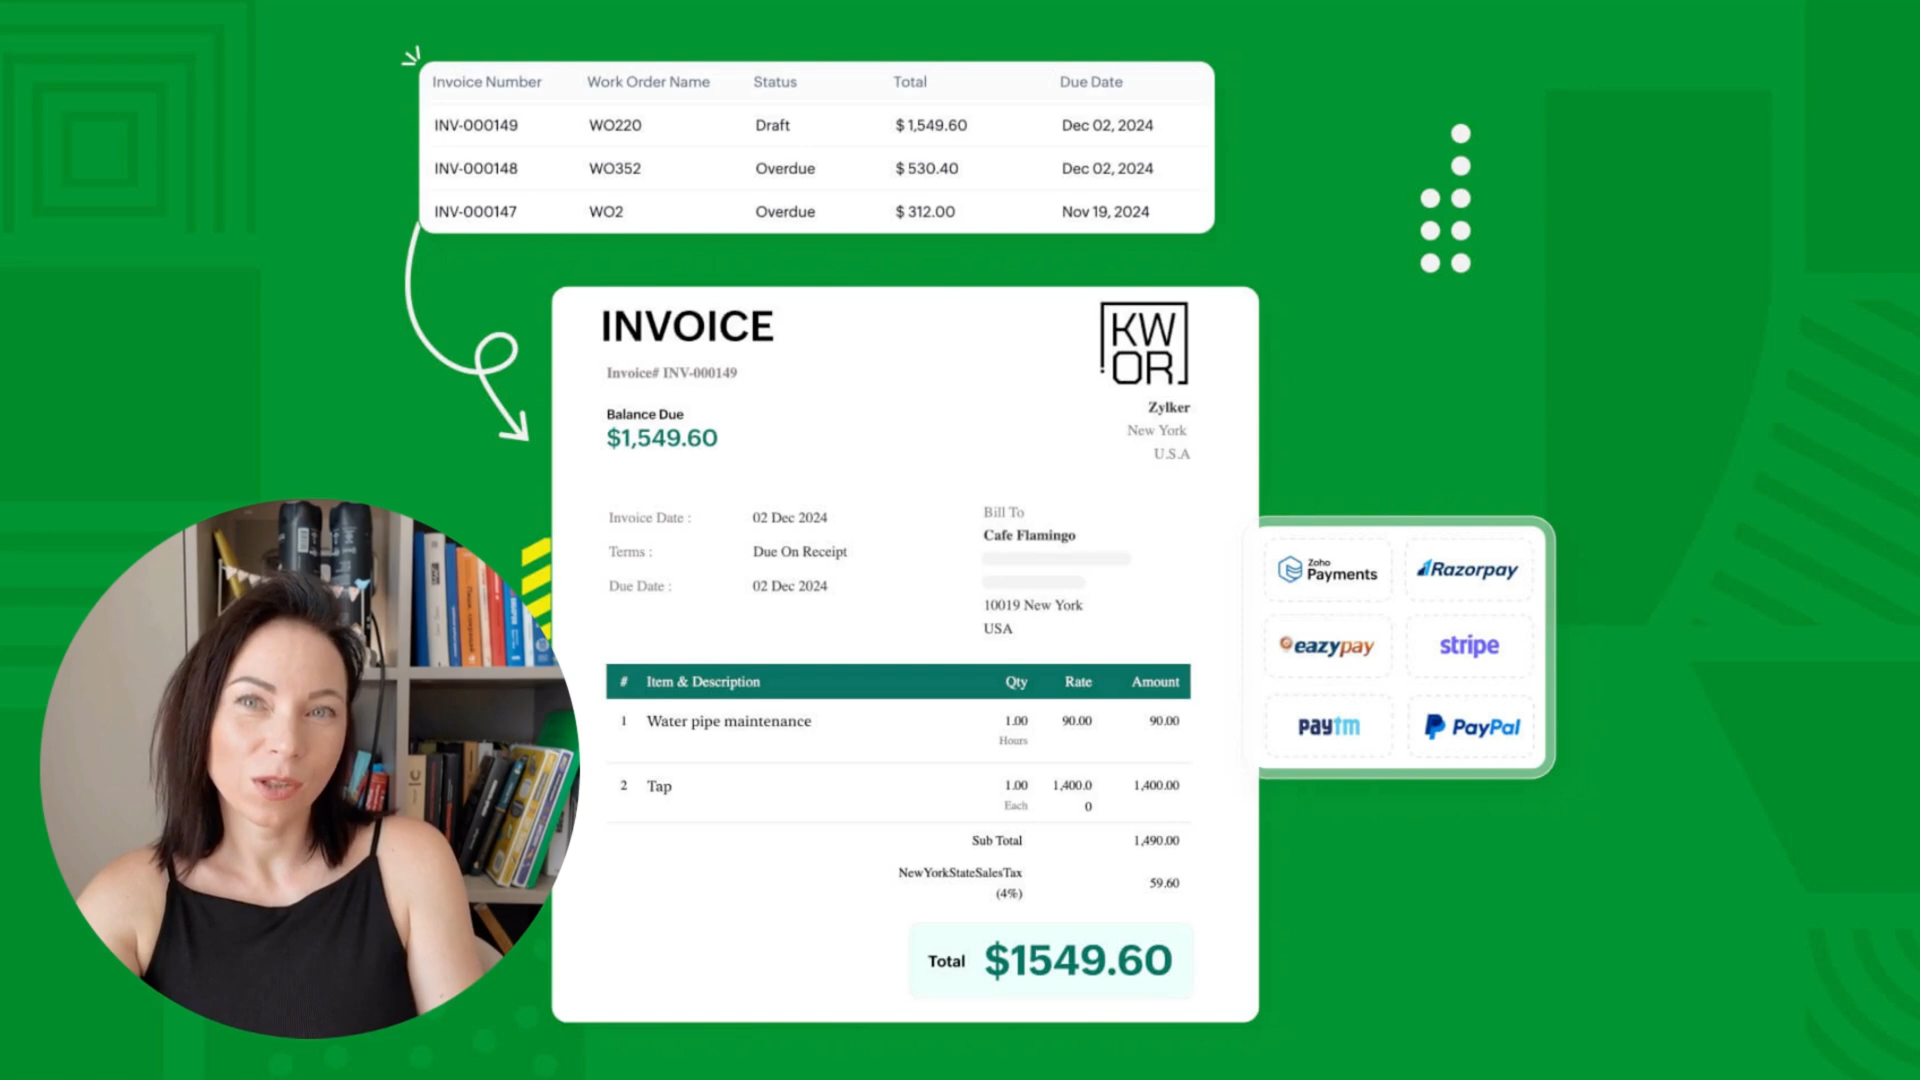 Invoice Number Work Order Name Status Total Due Date
INV-000149 WO220 Draft $ 1,549.60 Dec 02, 2024
INV-000148 WO352 Overdue $ 530.40 Dec 02, 2024
INV-000147 WO2 Overdue $ 312.00 Nov 19, 2024
INVOICE
Invoice# INV-000149
Balance Due
$1,549.60
KW
OR
Zylker
New York
U.S.A
Invoice Date : 02 Dec 2024
Terms : Due On Receipt
Due Date : 02 Dec 2024
Bill To
Cafe Flamingo
10019 New York
USA
# Item & Description Qty Rate Amount
1 Water pipe maintenance 1.00 90.00 90.00
Hours
2 Tap 1.00 1,400.0 1,400.00
Each 0
Sub Total 1,490.00
NewYorkStateSalesTax
(4%) 59.60
Total $1549.60
Zoho
Payments
Razorpay
eazypay
stripe
paytm
PayPal